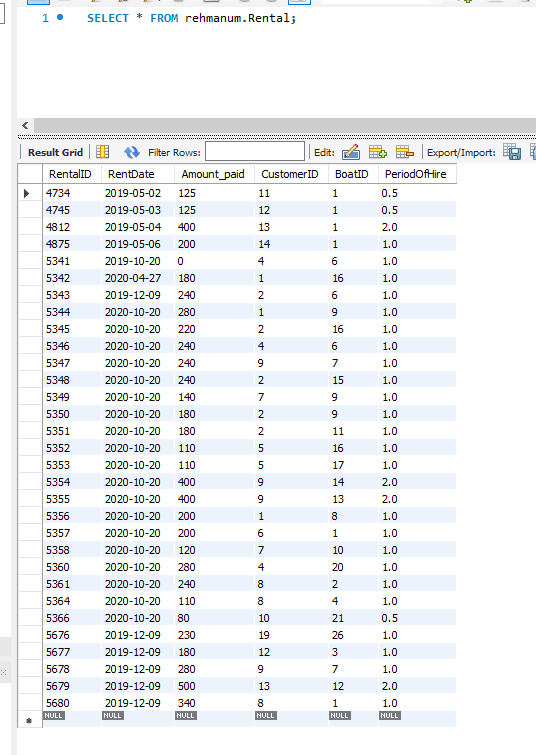 1 SELECT * FROM rehmanum.Rental;
Result Grid Filter Rows: Edit: Export/Import:
RentalID RentDate Amount_paid CustomerID BoatID PeriodOfHire
4734 2019-05-02 125 11 1 0.5
4745 2019-05-03 125 12 1 0.5
4812 2019-05-04 400 13 1 2.0
4875 2019-05-06 200 14 1 1.0
5341 2019-10-20 0 4 6 1.0
5342 2020-04-27 180 1 16 1.0
5343 2019-12-09 240 2 6 1.0
5344 2020-10-20 280 1 9 1.0
5345 2020-10-20 220 2 16 1.0
5346 2020-10-20 240 4 6 1.0
5347 2020-10-20 240 9 7 1.0
5348 2020-10-20 240 2 15 1.0
5349 2020-10-20 140 7 9 1.0
5350 2020-10-20 180 2 9 1.0
5351 2020-10-20 180 2 11 1.0
5352 2020-10-20 110 5 16 1.0
5353 2020-10-20 110 5 17 1.0
5354 2020-10-20 400 9 14 2.0
5355 2020-10-20 400 9 13 2.0
5356 2020-10-20 200 1 8 1.0
5357 2020-10-20 200 6 1 1.0
5358 2020-10-20 120 7 10 1.0
5360 2020-10-20 280 4 20 1.0
5361 2020-10-20 240 8 2 1.0
5364 2020-10-20 110 8 4 1.0
5366 2020-10-20 80 10 21 0.5
5676 2019-12-09 230 19 26 1.0
5677 2019-12-09 180 12 3 1.0
5678 2019-12-09 280 9 7 1.0
5679 2019-12-09 500 13 12 2.0
5680 2019-12-09 340 8 1 1.0
NULL NULL NULL NULL NULL NULL